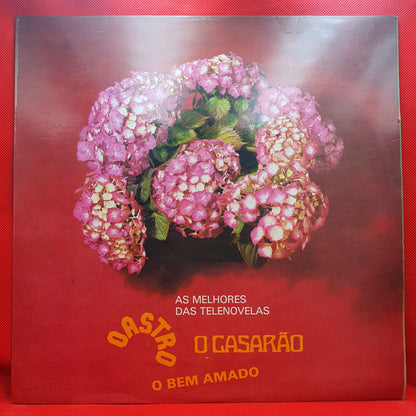 AS MELHORES
DAS TELENOVELAS
O ASTRO
O CASARÃO
O BEM AMADO